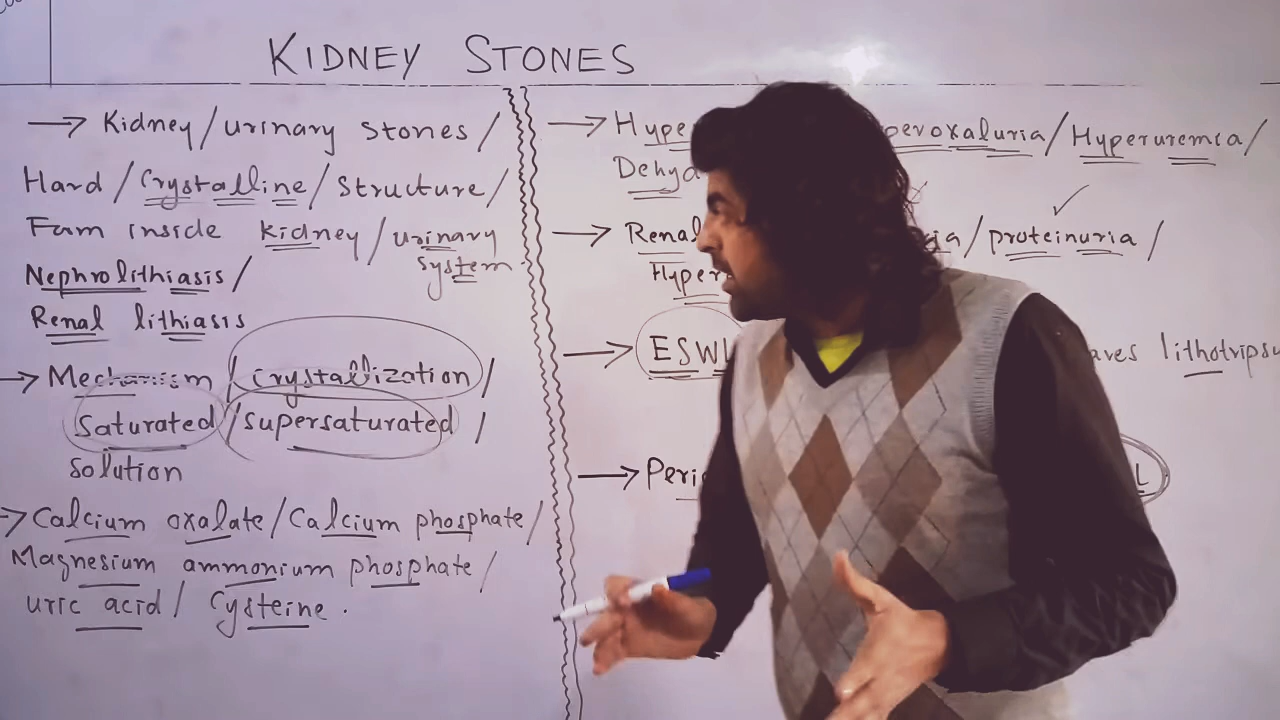 KIDNEY STONES
→ Kidney/urinary stones/
Hard/Crystalline/structure/
Form inside kidney/urinary
system.
Nephrolithiasis/
Renal lithiasis
→ Mechanism/crystallization/
Saturated/supersaturated/
solution
→ Calcium oxalate/Calcium phosphate/
Magnesium ammonium phosphate/
uric acid/ Cysteine.
→ Hype peroxaluria/Hyperuremia/
Dehyd
→ Renal ia/proteinuria/
Hyper
→ ESWL aves lithotripsy
→ Peri L